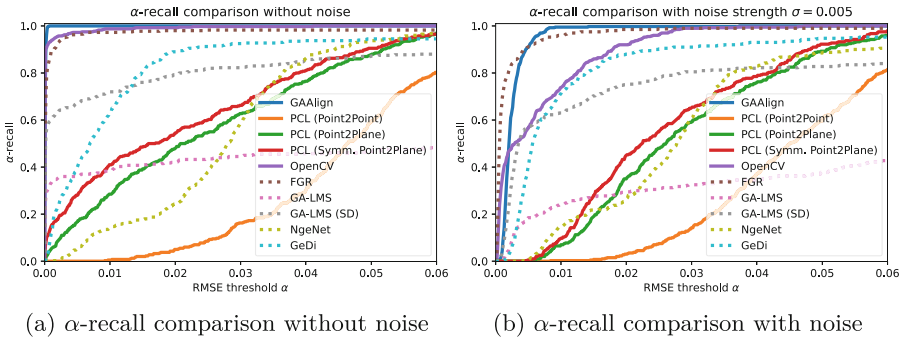 α-recall comparison without noise
1.0
0.8
0.6
0.4
0.2
0.0
α-recall
GAAlign
PCL (Point2Point)
PCL (Point2Plane)
PCL (Symm. Point2Plane)
OpenCV
FGR
GA-LMS
GA-LMS (SD)
NgeNet
GeDi
0.00 0.01 0.02 0.03 0.04 0.05 0.06
RMSE threshold α
(a) α-recall comparison without noise
α-recall comparison with noise strength σ = 0.005
1.0
0.8
0.6
0.4
0.2
0.0
α-recall
GAAlign
PCL (Point2Point)
PCL (Point2Plane)
PCL (Symm. Point2Plane)
OpenCV
FGR
GA-LMS
GA-LMS (SD)
NgeNet
GeDi
0.00 0.01 0.02 0.03 0.04 0.05 0.06
RMSE threshold α
(b) α-recall comparison with noise